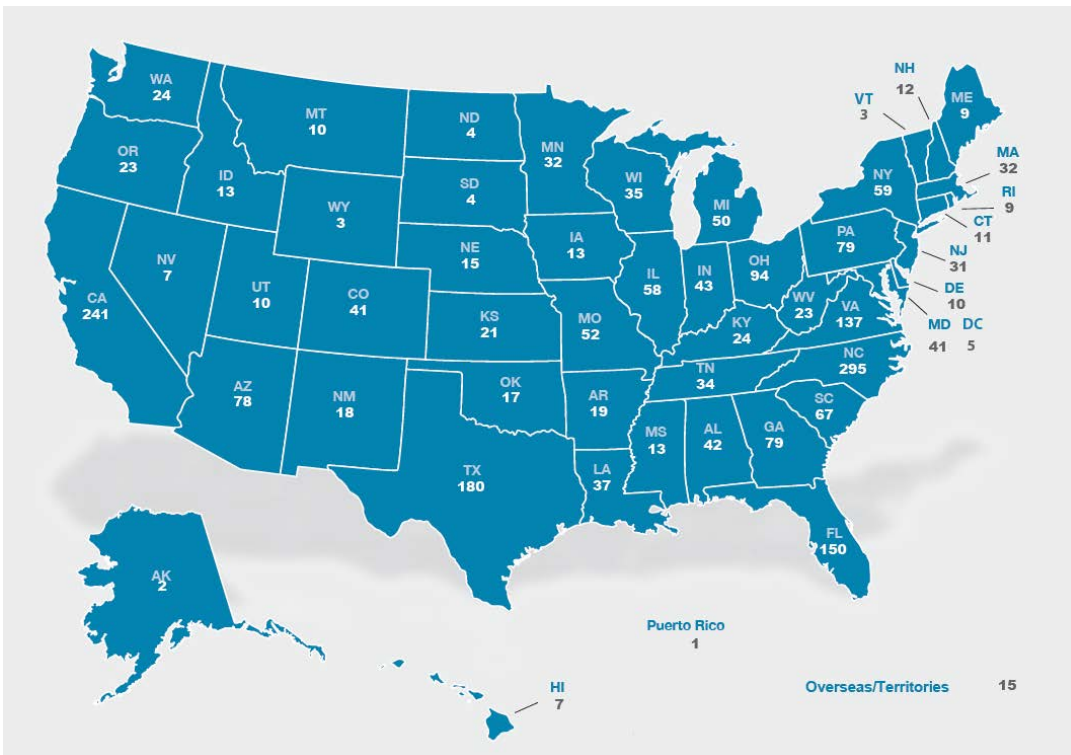 WA
24
OR
23
CA
241
NV
7
ID
13
MT
10
WY
3
UT
10
AZ
78
CO
41
NM
18
ND
4
SD
4
NE
15
KS
21
OK
17
TX
180
MN
32
IA
13
MO
52
AR
19
LA
37
WI
35
IL
58
MI
50
IN
43
OH
94
KY
24
TN
34
MS
13
AL
42
GA
79
FL
150
SC
67
NC
295
VA
137
WV
23
PA
79
NY
59
VT
3
NH
12
ME
9
MA
32
RI
9
CT
11
NJ
31
DE
10
MD DC
41 5
AK
2
HI
7
Puerto Rico
1
Overseas/Territories 15